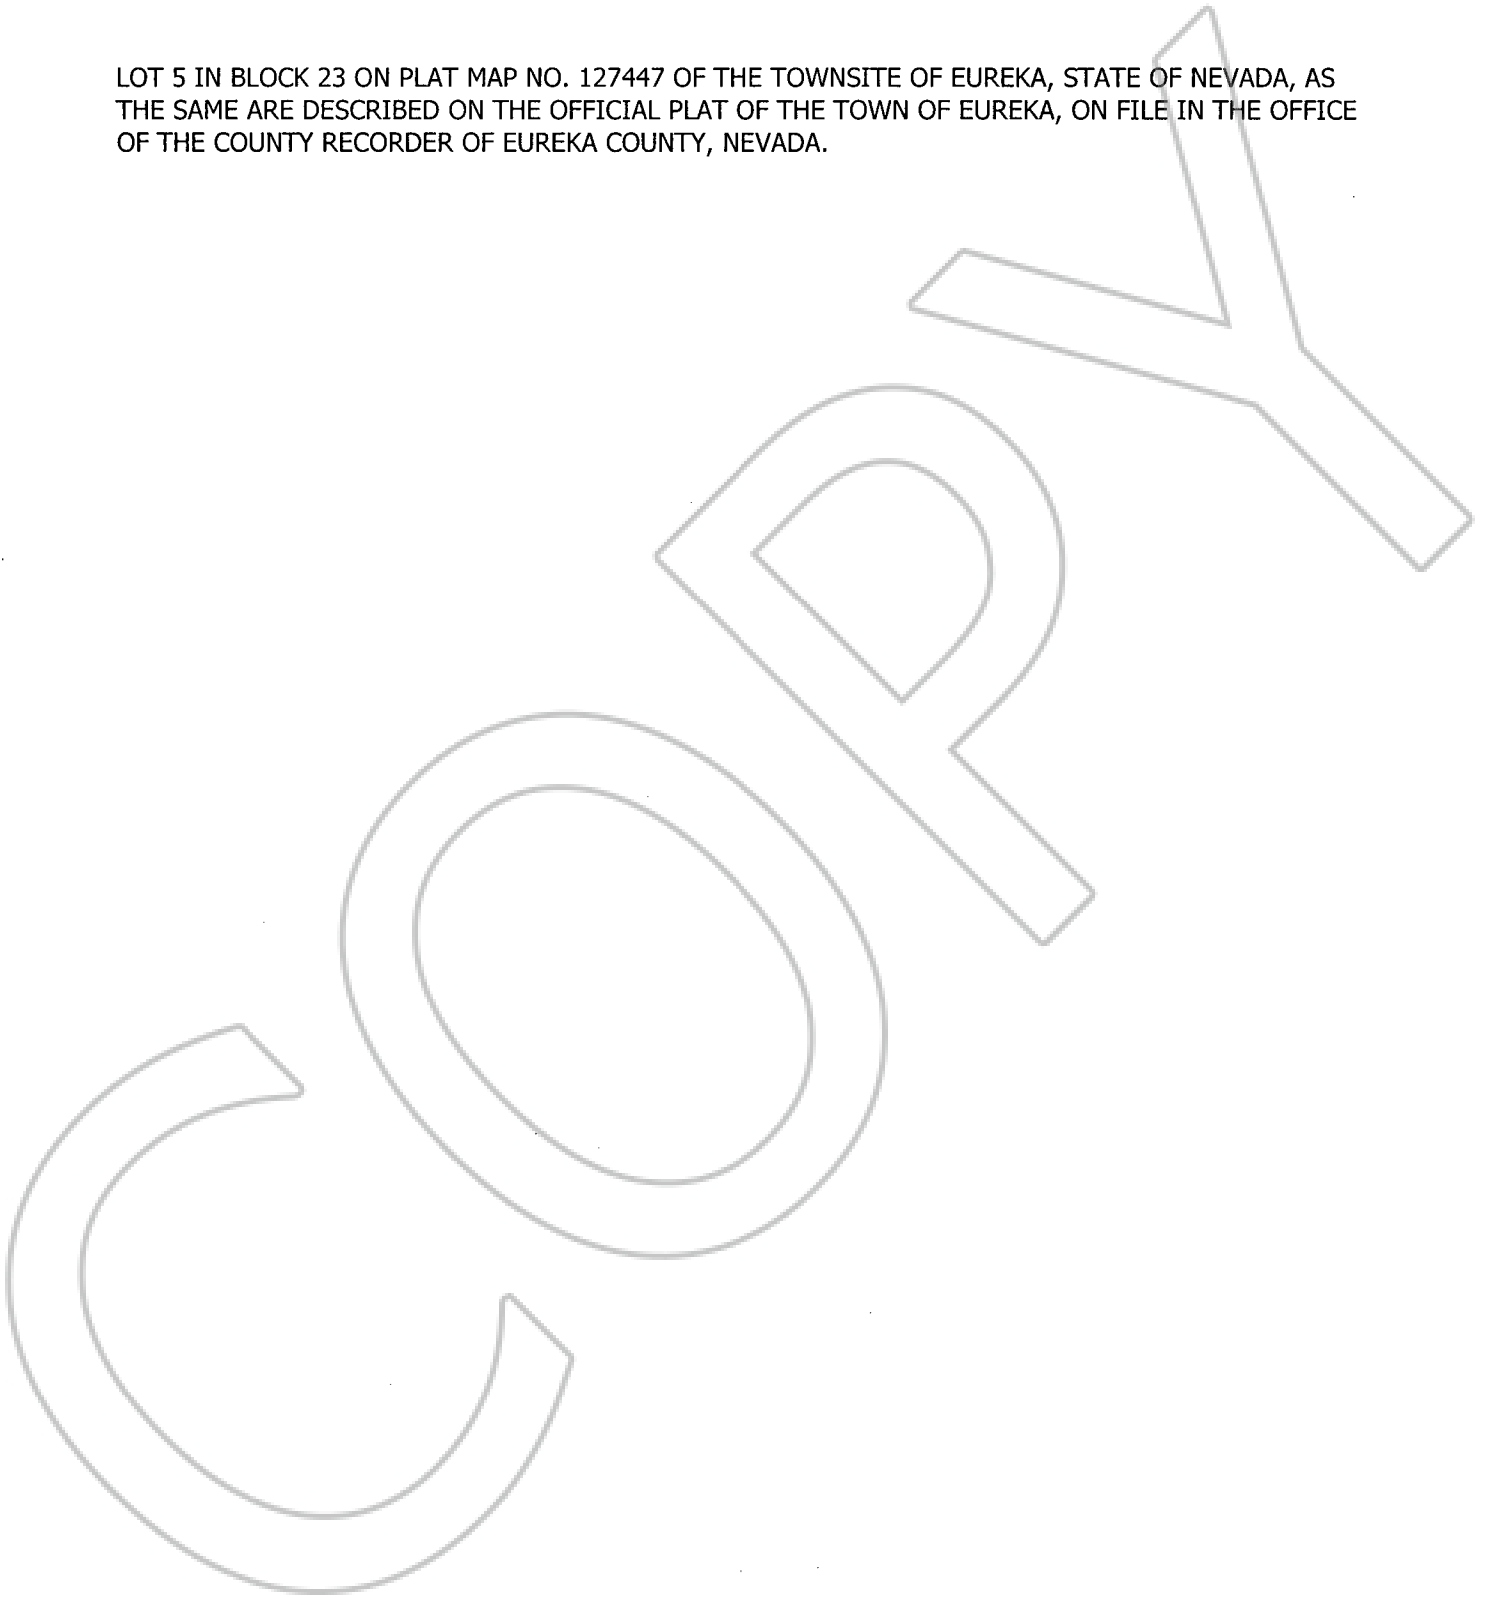 LOT 5 IN BLOCK 23 ON PLAT MAP NO. 127447 OF THE TOWNSITE OF EUREKA, STATE OF NEVADA, AS
THE SAME ARE DESCRIBED ON THE OFFICIAL PLAT OF THE TOWN OF EUREKA, ON FILE IN THE OFFICE
OF THE COUNTY RECORDER OF EUREKA COUNTY, NEVADA.
COPY